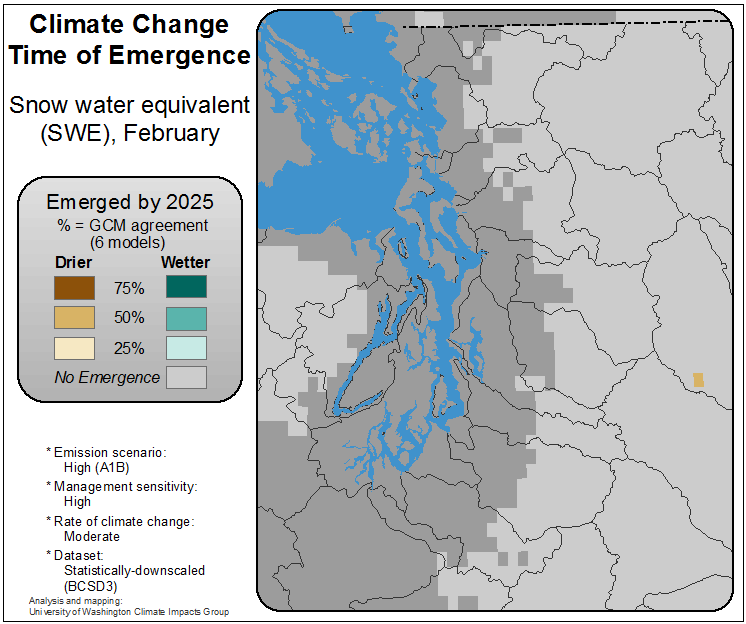 Climate Change
Time of Emergence
Snow water equivalent
(SWE), February
Emerged by 2025
% = GCM agreement
(6 models)
Drier Wetter
75%
50%
25%
No Emergence
* Emission scenario:
High (A1B)
* Management sensitivity:
High
* Rate of climate change:
Moderate
* Dataset:
Statistically-downscaled
(BCSD3)
Analysis and mapping:
University of Washington Climate Impacts Group